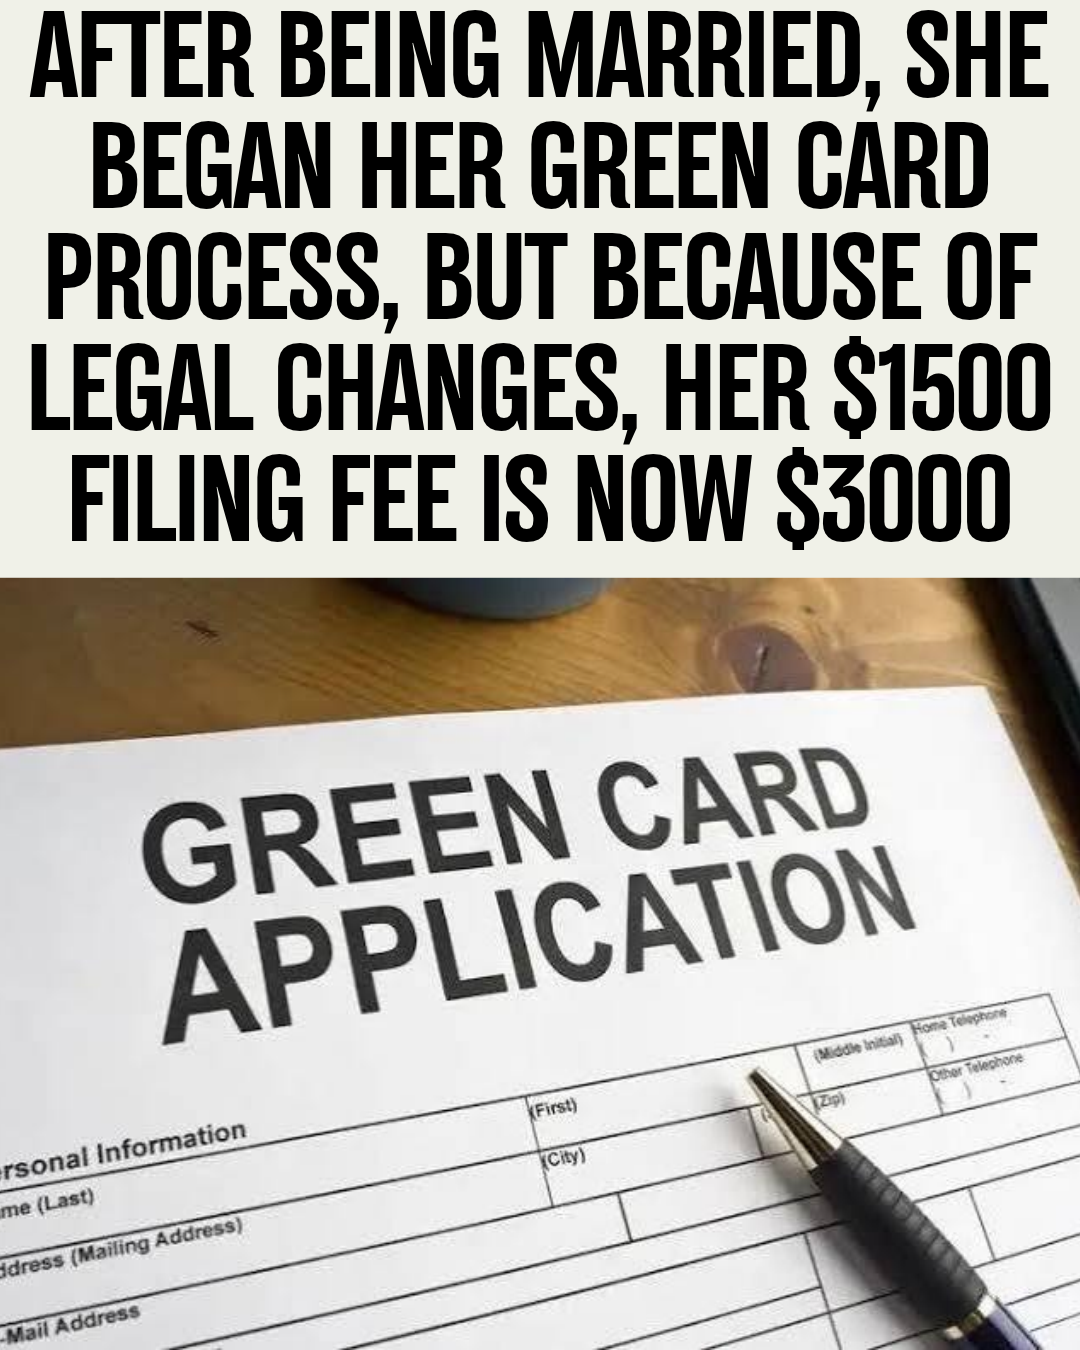 AFTER BEING MARRIED, SHE
BEGAN HER GREEN CARD
PROCESS, BUT BECAUSE OF
LEGAL CHANGES, HER $1500
FILING FEE IS NOW $3000
GREEN CARD
APPLICATION
ersonal Information
me (Last)
(First)
(Middle Initial)
Home Telephone
( ) -
ddress (Mailing Address)
(City)
(Zip)
Other Telephone
( ) -
-Mail Address